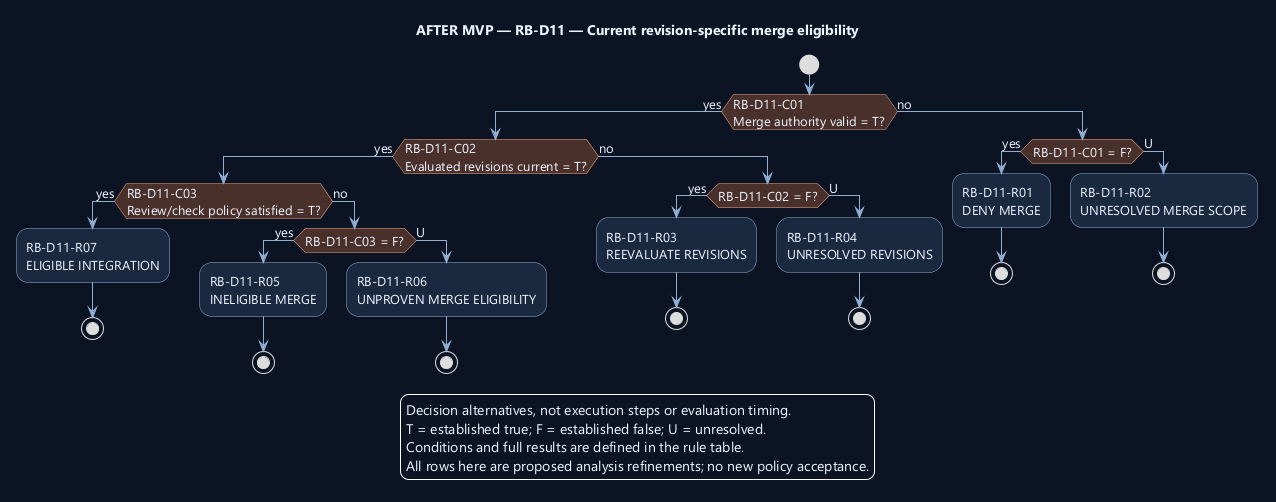 AFTER MVP — RB-D11 — Current revision-specific merge eligibility
RB-D11-C01
Merge authority valid = T?
yes
no
RB-D11-C02
Evaluated revisions current = T?
yes
no
RB-D11-C01 = F?
yes
U
RB-D11-C03
Review/check policy satisfied = T?
yes
no
RB-D11-C02 = F?
yes
U
RB-D11-R01
DENY MERGE
RB-D11-R02
UNRESOLVED MERGE SCOPE
RB-D11-R07
ELIGIBLE INTEGRATION
RB-D11-C03 = F?
yes
U
RB-D11-R03
REEVALUATE REVISIONS
RB-D11-R04
UNRESOLVED REVISIONS
RB-D11-R05
INELIGIBLE MERGE
RB-D11-R06
UNPROVEN MERGE ELIGIBILITY
Decision alternatives, not execution steps or evaluation timing.
T = established true; F = established false; U = unresolved.
Conditions and full results are defined in the rule table.
All rows here are proposed analysis refinements; no new policy acceptance.